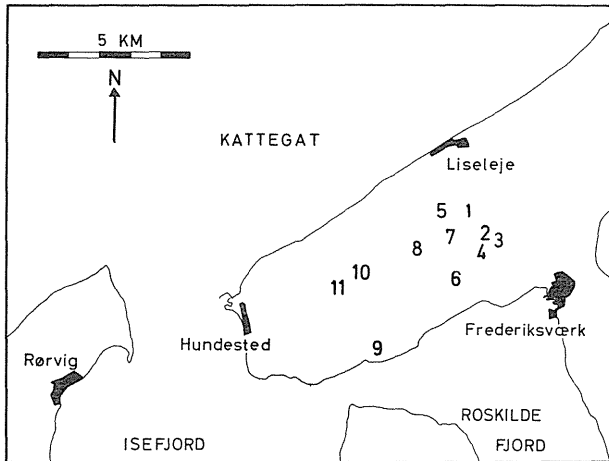 5 KM
N
KATTEGAT
Liseleje
5 1
7 2 3
8 4
10 6
11
Hundested
Frederiksværk
9
Rørvig
ROSKILDE
ISEFJORD
FJORD